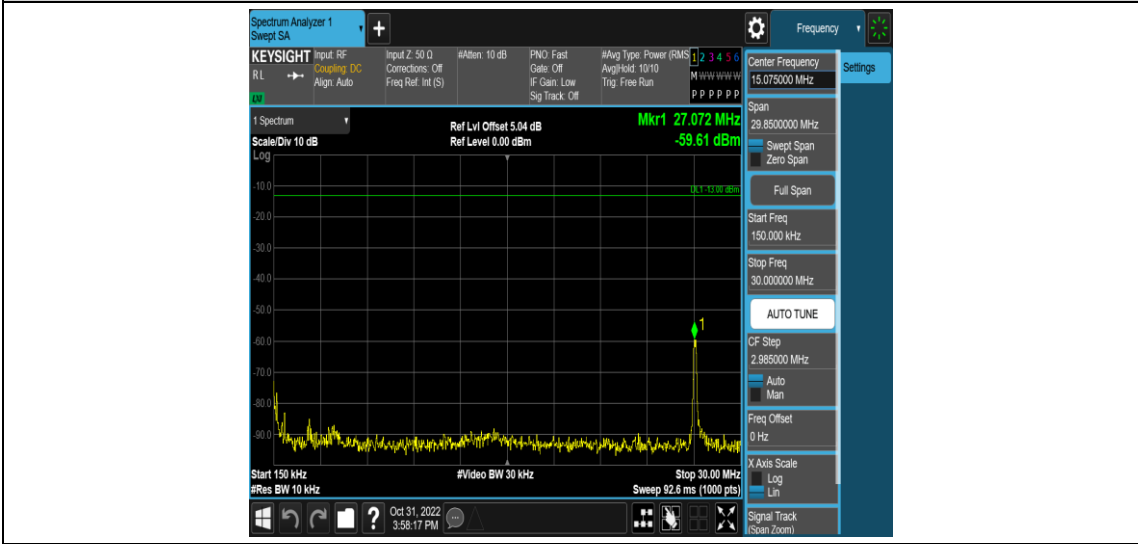 Spectrum Analyzer 1
Swept SA
+
Frequency
KEYSIGHT
RL
LXI
Input: RF
Coupling: DC
Align: Auto
Input Z: 50 Ω
Corrections: Off
Freq Ref: Int (S)
#Atten: 10 dB
PNO: Fast
Gate: Off
IF Gain: Low
Sig Track: Off
#Avg Type: Power (RMS
Avg|Hold: 10/10
Trig: Free Run
1 2 3 4 5 6
M W W W W W
P P P P P P
1 Spectrum
Scale/Div 10 dB
Ref Lvl Offset 5.04 dB
Ref Level 0.00 dBm
Mkr1 27.072 MHz
-59.61 dBm
Log
-10.0
DL1 -13.00 dBm
-20.0
-30.0
-40.0
-50.0
1
-60.0
-70.0
-80.0
-90.0
Start 150 kHz
#Video BW 30 kHz
Stop 30.00 MHz
#Res BW 10 kHz
Sweep 92.6 ms (1000 pts)
?
Oct 31, 2022
3:58:17 PM
Settings
Center Frequency
15.075000 MHz
Span
29.8500000 MHz
Swept Span
Zero Span
Full Span
Start Freq
150.000 kHz
Stop Freq
30.000000 MHz
AUTO TUNE
CF Step
2.985000 MHz
Auto
Man
Freq Offset
0 Hz
X Axis Scale
Log
Lin
Signal Track
(Span Zoom)